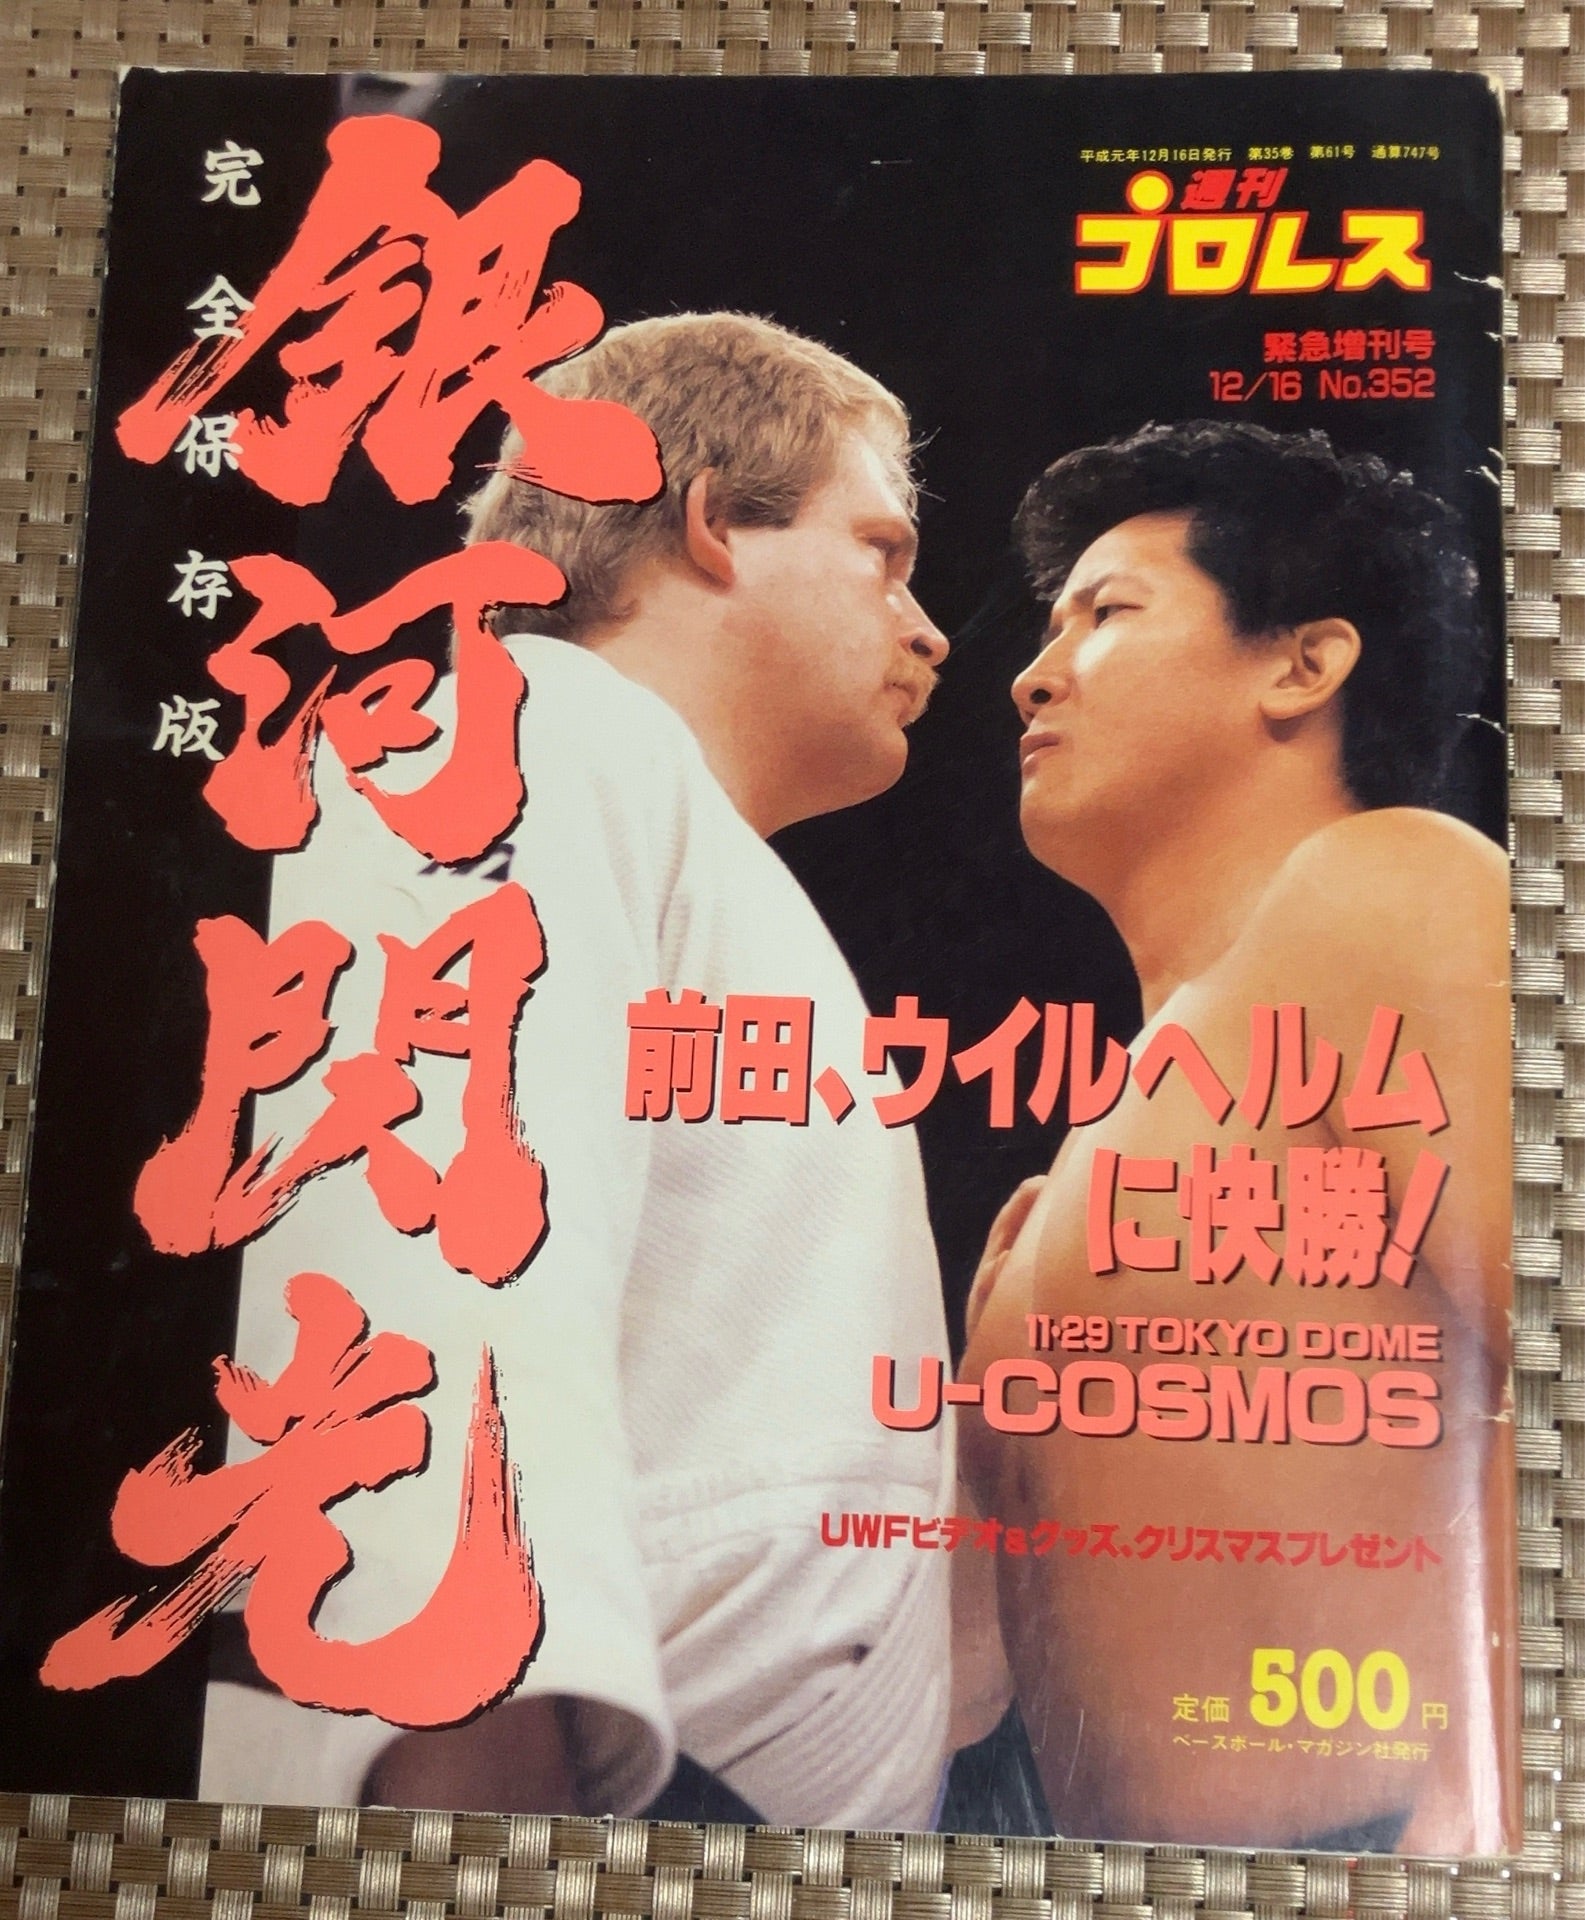 平成元年12月16日発行 第35巻 第61号 通算747号
週刊
プロレス
緊急増刊号
12/16 No.352
完全保存版
銀河閃光
前田、ウイルヘルム
に快勝!
11・29 TOKYO DOME
U-COSMOS
UWFビデオ&グッズ、クリスマスプレゼント
定価 500円
ベースボール・マガジン社発行